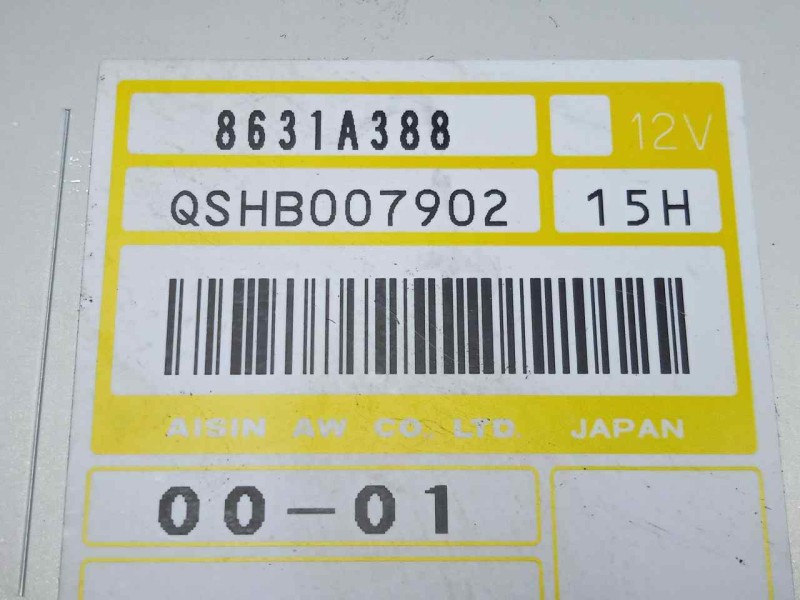 8631A388 12V
QSHB007902 15H
AISIN AW CO., LTD. JAPAN
00-01